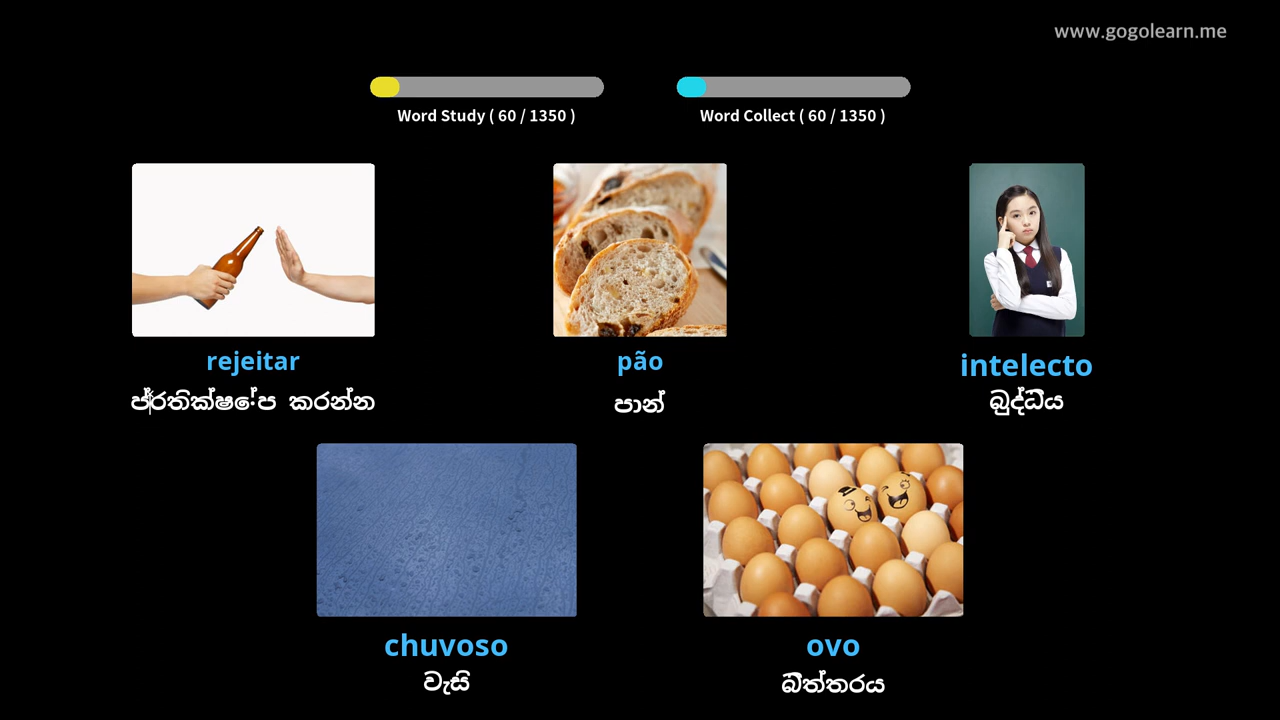 www.gogolearn.me
Word Study ( 60 / 1350 )
Word Collect ( 60 / 1350 )
rejeitar
ප්‍රතික්ෂේප කරන්න
pão
පාන්
intelecto
බුද්ධිය
chuvoso
වැසි
ovo
බිත්තරය